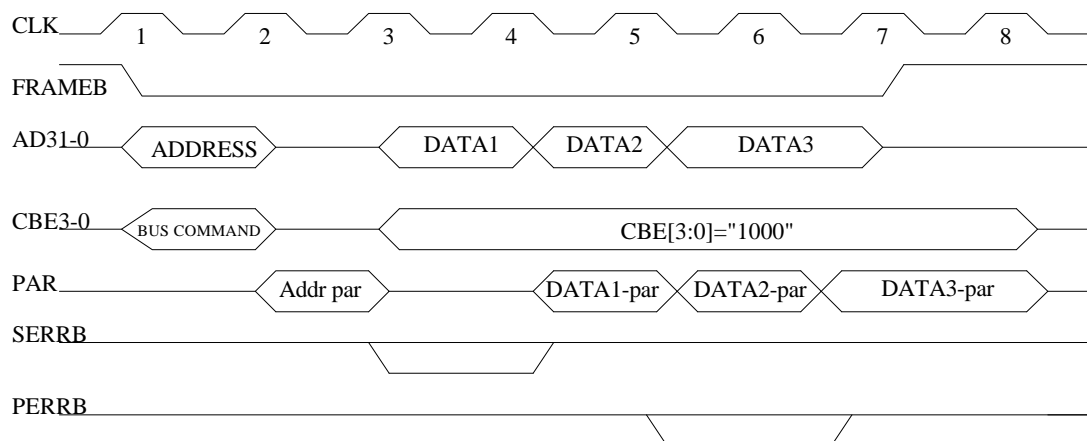 CLK 1 2 3 4 5 6 7 8
FRAMEB
AD31-0 ADDRESS DATA1 DATA2 DATA3
CBE3-0 BUS COMMAND CBE[3:0]="1000"
PAR Addr par DATA1-par DATA2-par DATA3-par
SERRB
PERRB